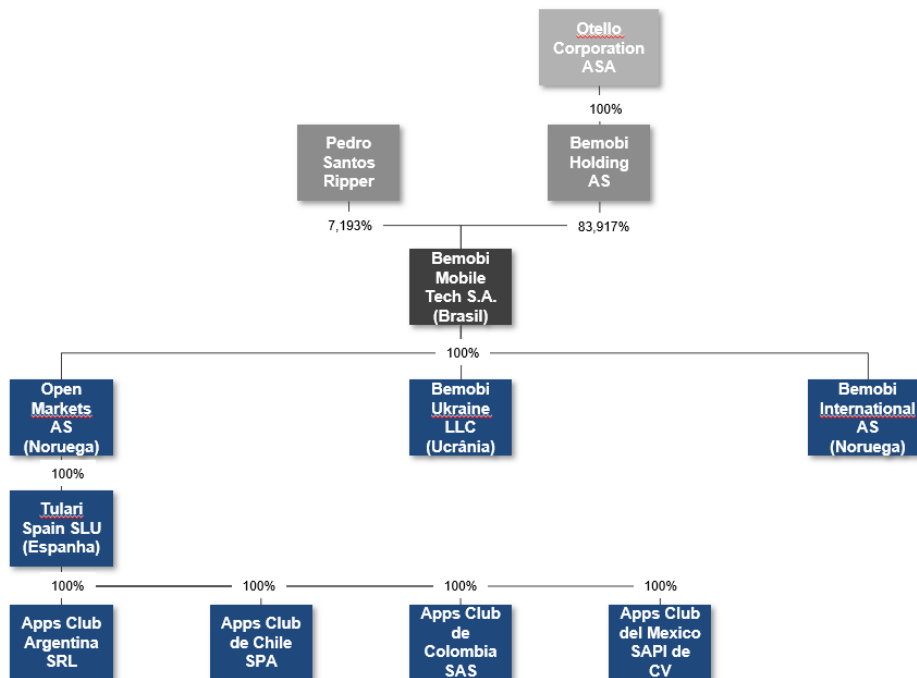 Otello
Corporation
ASA
100%
Pedro
Santos
Ripper
Bemobi
Holding
AS
7,193%
83,917%
Bemobi
Mobile
Tech S.A.
(Brasil)
100%
Open
Markets
AS
(Noruega)
Bemobi
Ukraine
LLC
(Ucrânia)
Bemobi
International
AS
(Noruega)
100%
Tulari
Spain SLU
(Espanha)
100%
100%
100%
100%
Apps Club
Argentina
SRL
Apps Club
de Chile
SPA
Apps Club
de
Colombia
SAS
Apps Club
del Mexico
SAPI de
CV